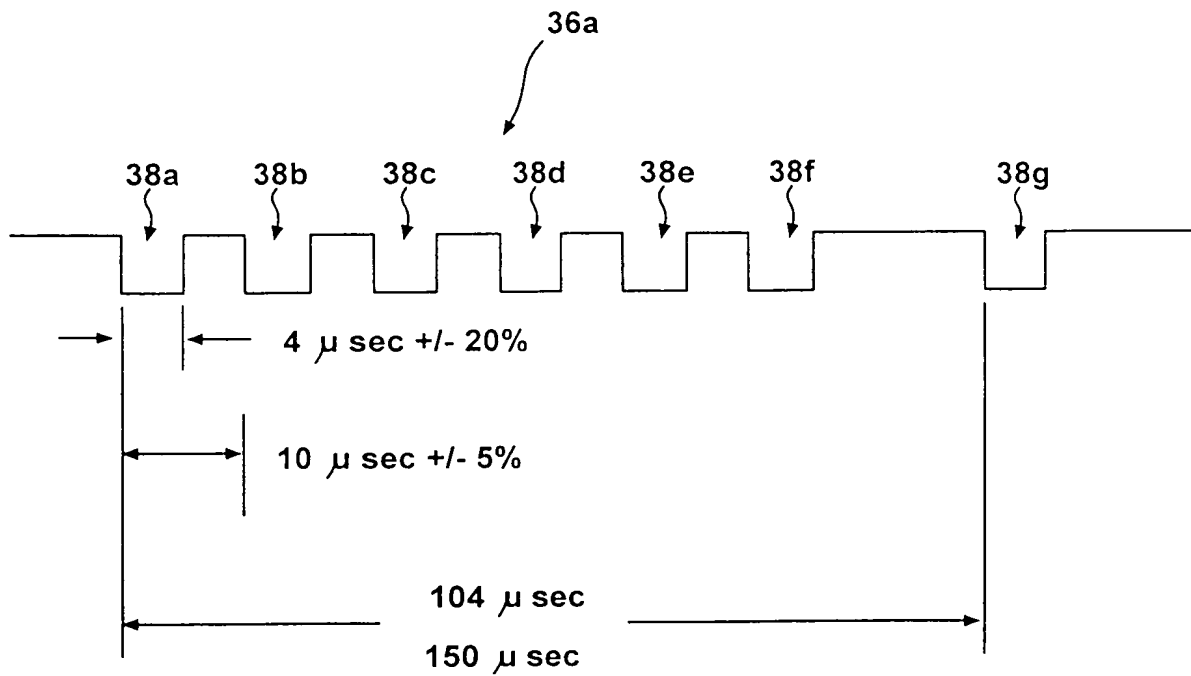 36a
38a 38b 38c 38d 38e 38f 38g
4 μ sec +/- 20%
10 μ sec +/- 5%
104 μ sec
150 μ sec